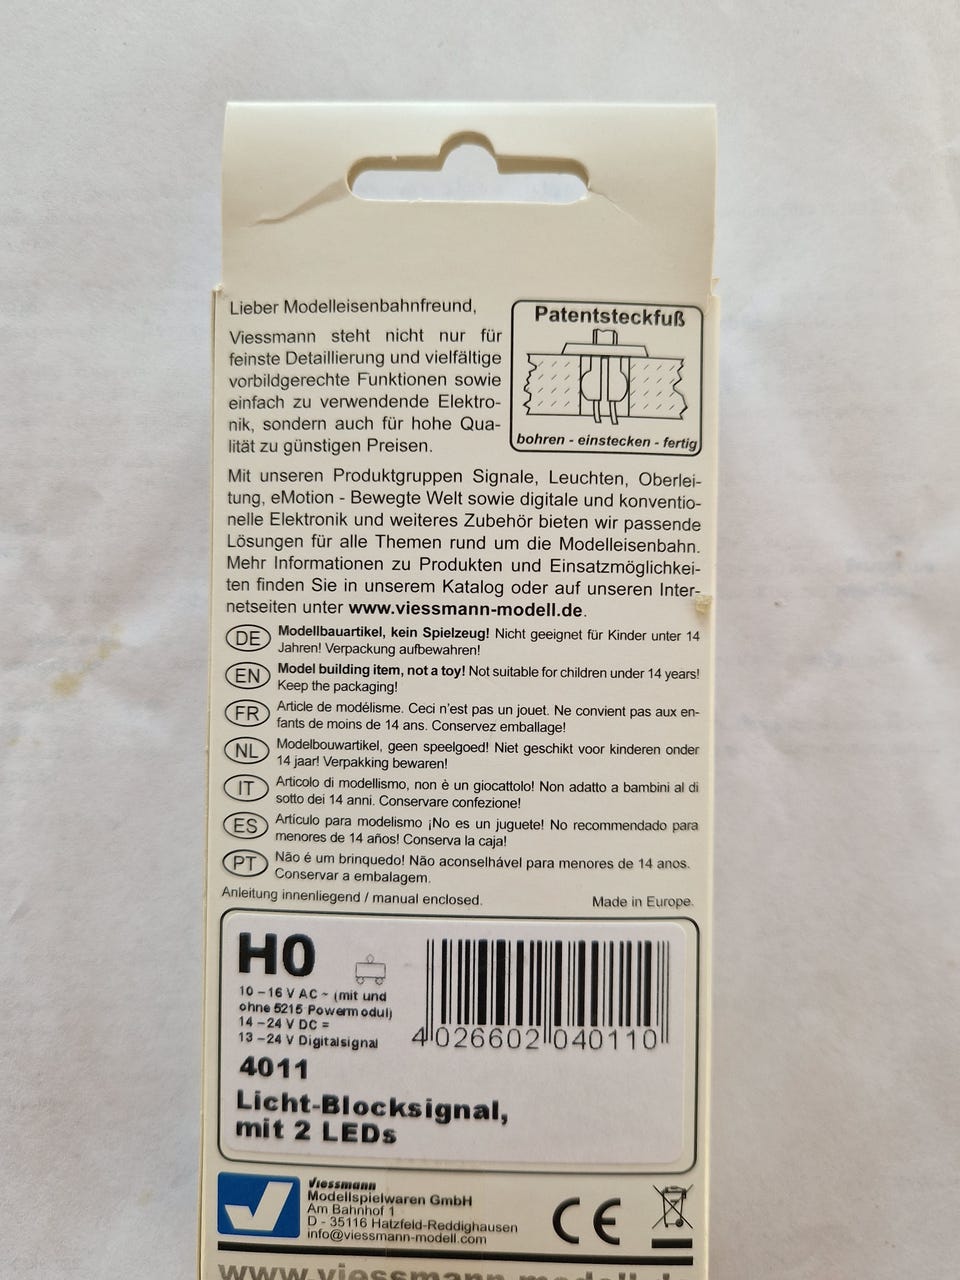 Lieber Modelleisenbahnfreund,
Viessmann steht nicht nur für
feinste Detaillierung und vielfältige
vorbildgerechte Funktionen sowie
einfach zu verwendende Elektro-
nik, sondern auch für hohe Qua-
lität zu günstigen Preisen.
Patentsteckfuß
bohren - einstecken - fertig
Mit unseren Produktgruppen Signale, Leuchten, Oberlei-
tung, eMotion - Bewegte Welt sowie digitale und konventio-
nelle Elektronik und weiteres Zubehör bieten wir passende
Lösungen für alle Themen rund um die Modelleisenbahn.
Mehr Informationen zu Produkten und Einsatzmöglichkei-
ten finden Sie in unserem Katalog oder auf unseren Inter-
netseiten unter www.viessmann-modell.de.
DE Modellbauartikel, kein Spielzeug! Nicht geeignet für Kinder unter 14
Jahren! Verpackung aufbewahren!
EN Model building item, not a toy! Not suitable for children under 14 years!
Keep the packaging!
FR Article de modélisme. Ceci n'est pas un jouet. Ne convient pas aux en-
fants de moins de 14 ans. Conservez emballage!
NL Modelbouwartikel, geen speelgoed! Niet geschikt voor kinderen onder
14 jaar! Verpakking bewaren!
IT Articolo di modellismo, non è un giocattolo! Non adatto a bambini al di
sotto dei 14 anni. Conservare confezione!
ES Artículo para modelismo ¡No es un juguete! No recommendado para
menores de 14 años! Conserva la caja!
PT Não é um brinquedo! Não aconselhável para menores de 14 anos.
Conservar a embalagem.
Anleitung innenliegend / manual enclosed. Made in Europe.
H0
10 – 16 V AC ~ (mit und
ohne 5215 Powermodul)
14 – 24 V DC =
13 – 24 V Digitalsignal
4 026602 040110
4011
Licht-Blocksignal,
mit 2 LEDs
Viessmann
Modellspielwaren GmbH
Am Bahnhof 1
D - 35116 Hatzfeld-Reddighausen
info@viessmann-modell.com
CE
www.viessmann-modell.d